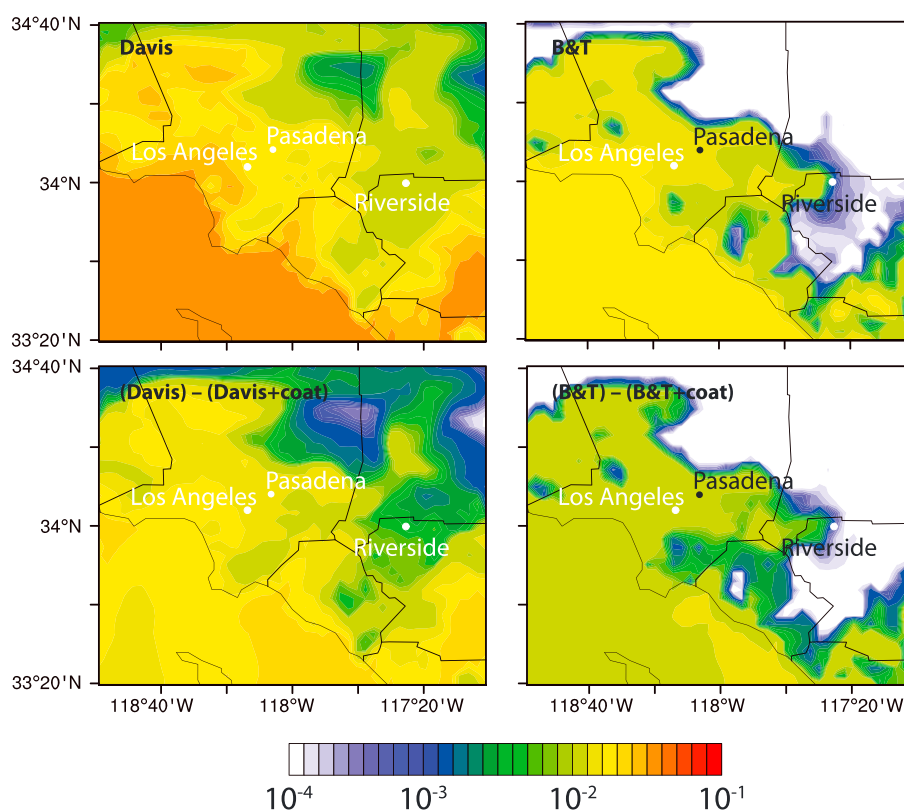 34°40'N
Davis
B&T
Pasadena
Los Angeles
Pasadena
Los Angeles
34°N
Riverside
Riverside
33°20'N
34°40'N
(Davis) – (Davis+coat)
(B&T) – (B&T+coat)
Pasadena
Los Angeles
Pasadena
Los Angeles
34°N
Riverside
Riverside
33°20'N
118°40'W 118°W 117°20'W
118°40'W 118°W 117°20'W
10⁻⁴ 10⁻³ 10⁻² 10⁻¹